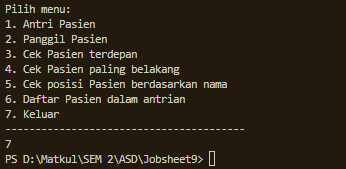 Pilih menu:
1. Antri Pasien
2. Panggil Pasien
3. Cek Pasien terdepan
4. Cek Pasien paling belakang
5. Cek posisi Pasien berdasarkan nama
6. Daftar Pasien dalam antrian
7. Keluar
----------------------------------------
7
PS D:\Matkul\SEM 2\ASD\Jobsheet9>